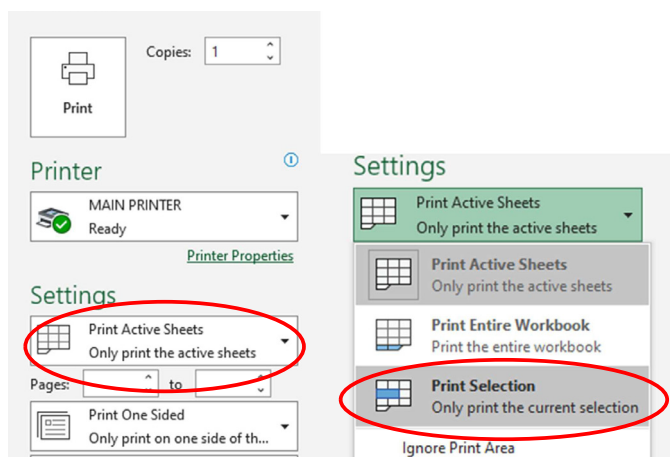 Copies: 1
Print
Printer
MAIN PRINTER
Ready
Printer Properties
Settings
Print Active Sheets
Only print the active sheets
Pages: to
Print One Sided
Only print on one side of th...
Settings
Print Active Sheets
Only print the active sheets
Print Active Sheets
Only print the active sheets
Print Entire Workbook
Print the entire workbook
Print Selection
Only print the current selection
Ignore Print Area